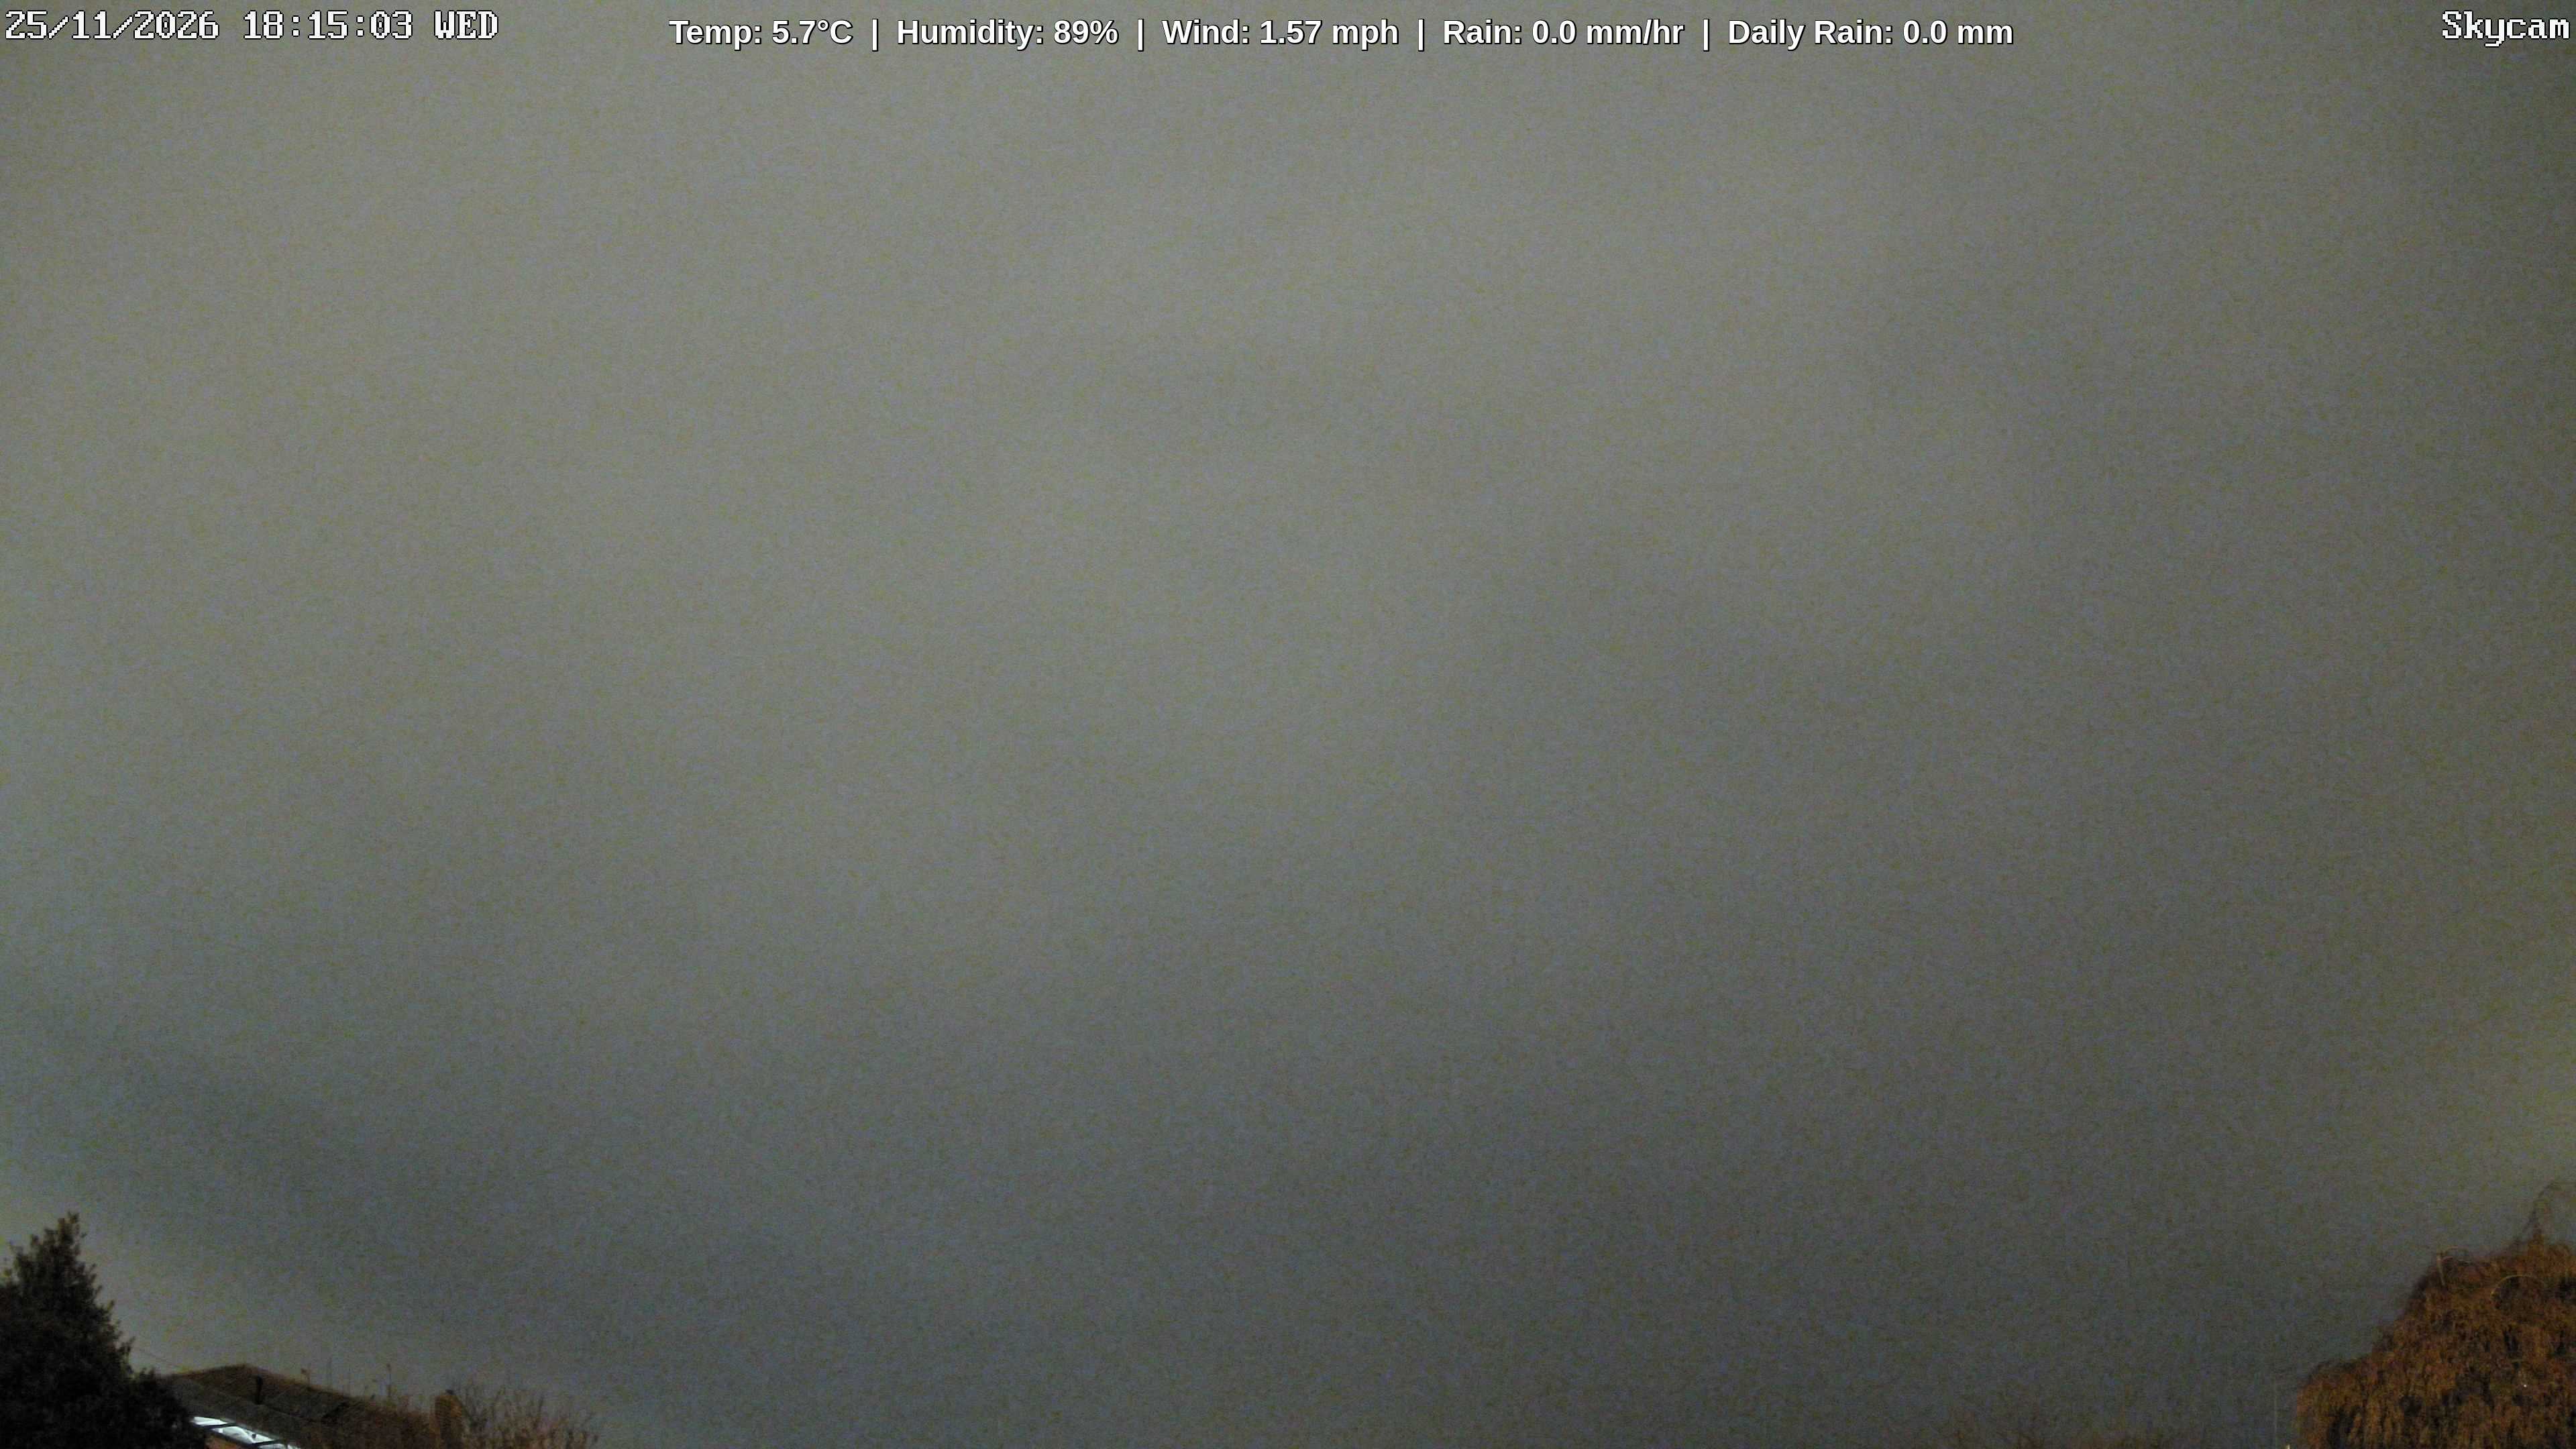 25/11/2026 18:15:03 WED
Temp: 5.7°C | Humidity: 89% | Wind: 1.57 mph | Rain: 0.0 mm/hr | Daily Rain: 0.0 mm
Skycam